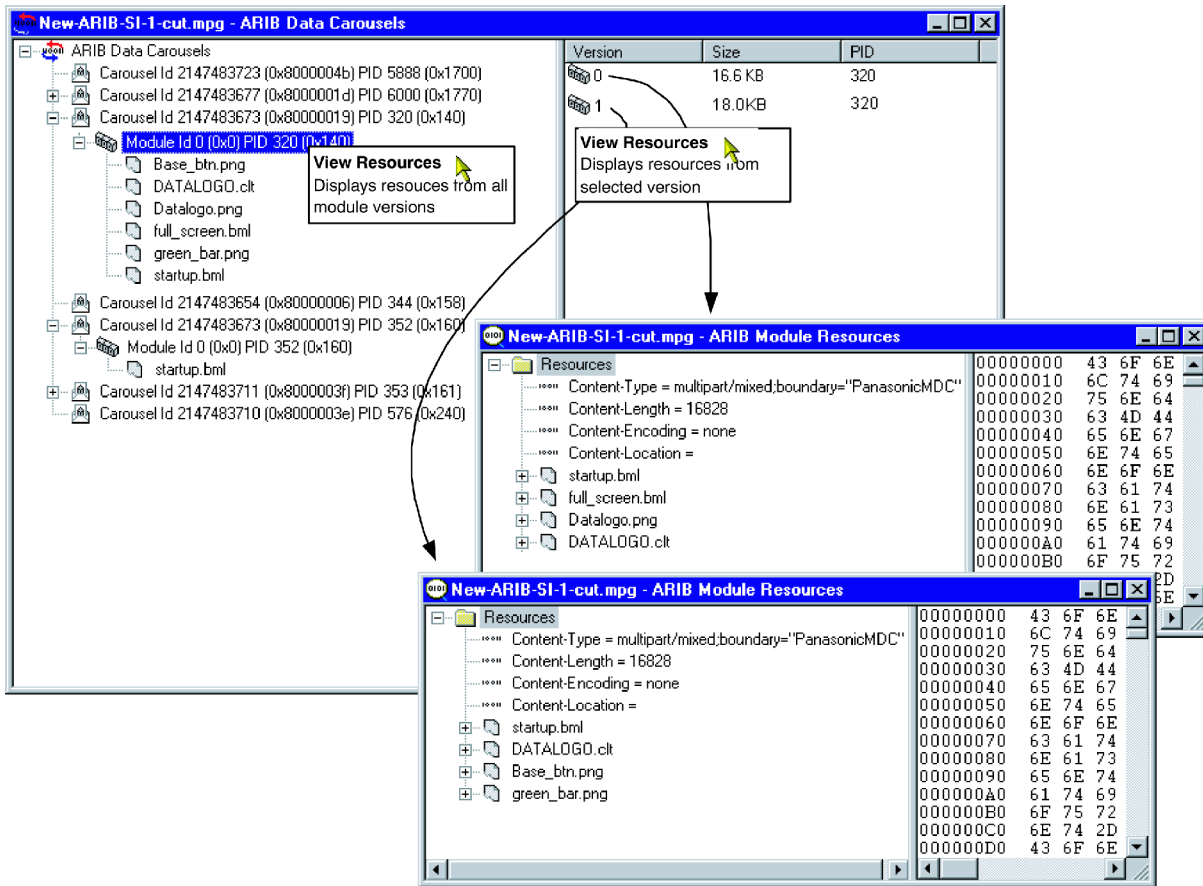 New-ARIB-SI-1-cut.mpg - ARIB Data Carousels
ARIB Data Carousels
Carousel Id 2147483723 (0x8000004b) PID 5888 (0x1700)
Carousel Id 2147483677 (0x8000001d) PID 6000 (0x1770)
Carousel Id 2147483673 (0x80000019) PID 320 (0x140)
Module Id 0 (0x0) PID 320 (0x140)
Base_btn.png
DATALOGO.clt
Datalogo.png
full_screen.bml
green_bar.png
startup.bml
Carousel Id 2147483654 (0x80000006) PID 344 (0x158)
Carousel Id 2147483673 (0x80000019) PID 352 (0x160)
Module Id 0 (0x0) PID 352 (0x160)
startup.bml
Carousel Id 2147483711 (0x8000003f) PID 353 (0x161)
Carousel Id 2147483710 (0x8000003e) PID 576 (0x240)
View Resources
Displays resouces from all
module versions
Version Size PID
0 16.6 KB 320
1 18.0KB 320
View Resources
Displays resources from
selected version
New-ARIB-SI-1-cut.mpg - ARIB Module Resources
Resources
Content-Type = multipart/mixed;boundary="PanasonicMDC"
Content-Length = 16828
Content-Encoding = none
Content-Location =
startup.bml
full_screen.bml
Datalogo.png
DATALOGO.clt
00000000 43 6F 6E
00000010 6C 74 69
00000020 75 6E 64
00000030 63 4D 44
00000040 65 6E 67
00000050 6E 74 65
00000060 6E 6F 6E
00000070 63 61 74
00000080 6E 61 73
00000090 65 6E 74
000000A0 61 74 69
000000B0 6F 75 72
2D
6E
New-ARIB-SI-1-cut.mpg - ARIB Module Resources
Resources
Content-Type = multipart/mixed;boundary="PanasonicMDC"
Content-Length = 16828
Content-Encoding = none
Content-Location =
startup.bml
DATALOGO.clt
Base_btn.png
green_bar.png
00000000 43 6F 6E
00000010 6C 74 69
00000020 75 6E 64
00000030 63 4D 44
00000040 65 6E 67
00000050 6E 74 65
00000060 6E 6F 6E
00000070 63 61 74
00000080 6E 61 73
00000090 65 6E 74
000000A0 61 74 69
000000B0 6F 75 72
000000C0 6E 74 2D
000000D0 43 6F 6E